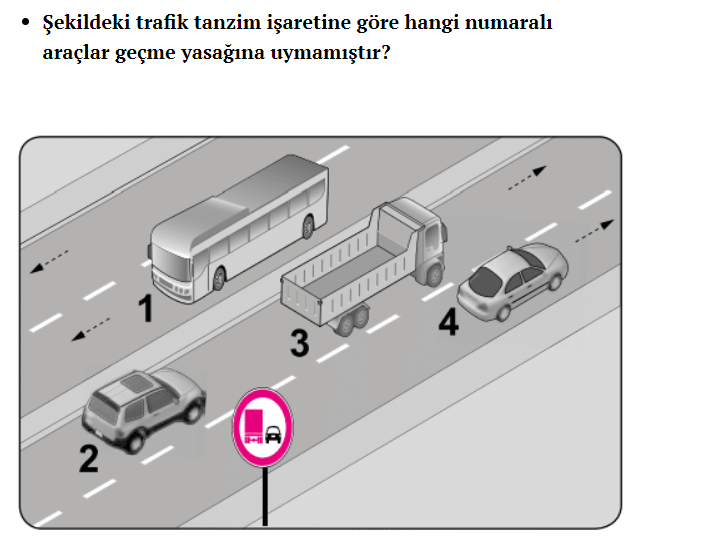 • Şekildeki trafik tanzim işaretine göre hangi numaralı
araçlar geçme yasağına uymamıştır?
1
3
4
2